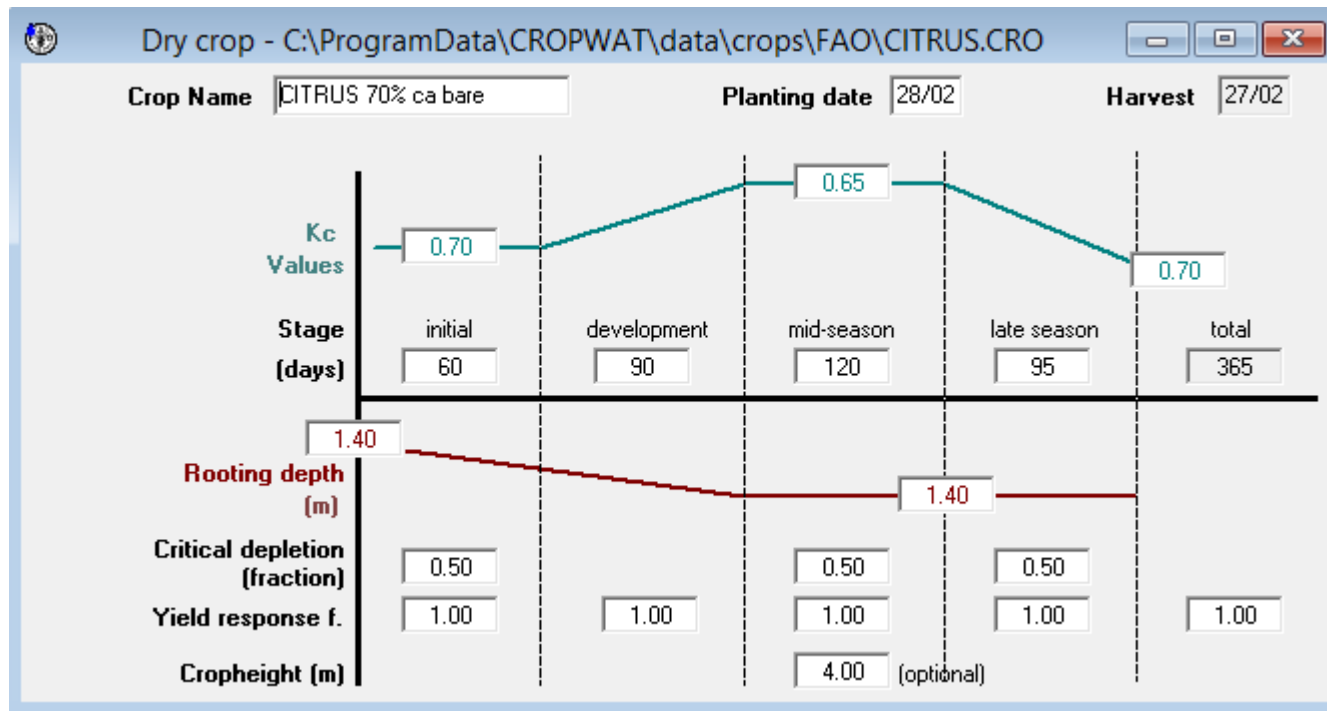 Dry crop - C:\ProgramData\CROPWAT\data\crops\FAO\CITRUS.CRO
Crop Name CITRUS 70% ca bare Planting date 28/02 Harvest 27/02
Kc Values 0.70 0.65 0.70
Stage initial development mid-season late season total
(days) 60 90 120 95 365
1.40
Rooting depth
(m) 1.40
Critical depletion
(fraction) 0.50 0.50 0.50
Yield response f. 1.00 1.00 1.00 1.00 1.00
Cropheight (m) 4.00 (optional)